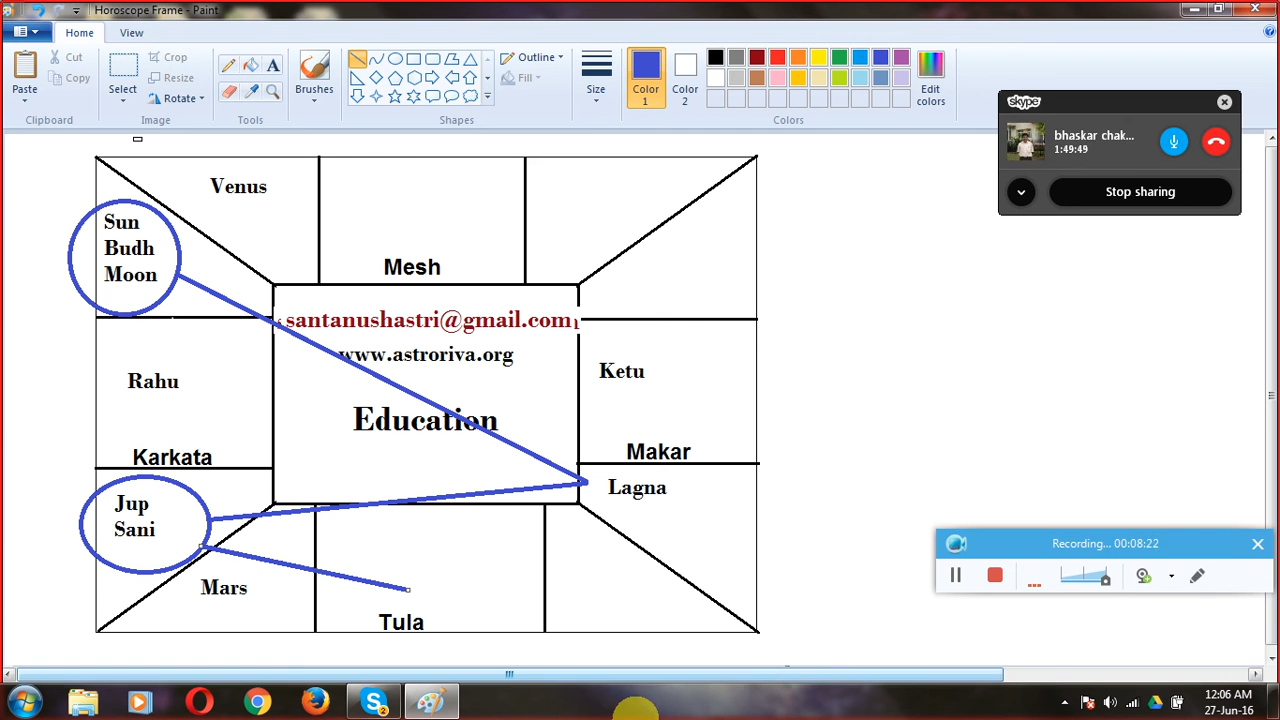 Horoscope Frame - Paint
Home
View
Paste
Cut
Copy
Clipboard
Select
Crop
Resize
Rotate
Image
Tools
Brushes
Shapes
Outline
Fill
Size
Color 1
Color 2
Edit colors
Colors
skype
bhaskar chak...
1:49:49
Stop sharing
Venus
Sun
Budh
Moon
Mesh
santanushastri@gmail.com
www.astroriva.org
Rahu
Ketu
Education
Karkata
Makar
Jup
Sani
Lagna
Mars
Tula
Recording... 00:08:22
2
12:06 AM
27-Jun-16